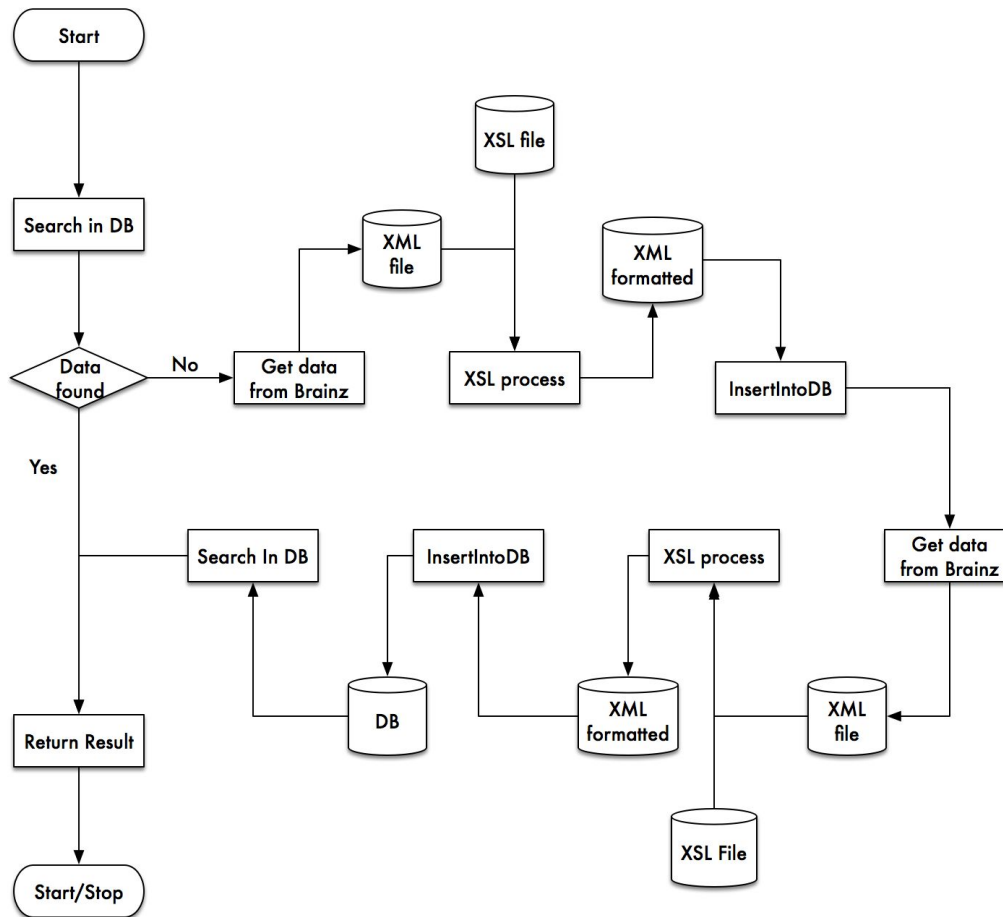 Start
XSL file
Search in DB
XML
file
XML
formatted
Data
found
No
Get data
from Brainz
XSL process
InsertIntoDB
Yes
Search In DB
InsertIntoDB
XSL process
Get data
from Brainz
DB
XML
formatted
XML
file
Return Result
XSL File
Start/Stop